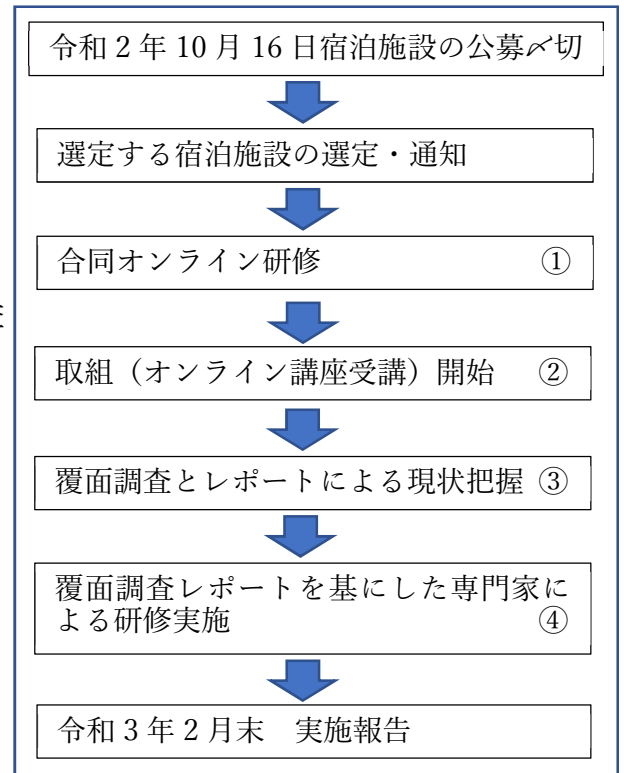 令和２年 10 月 16 日宿泊施設の公募〆切
選定する宿泊施設の選定・通知
合同オンライン研修 ①
取組（オンライン講座受講）開始 ②
覆面調査とレポートによる現状把握 ③
覆面調査レポートを基にした専門家に
よる研修実施 ④
令和３年２月末　実施報告